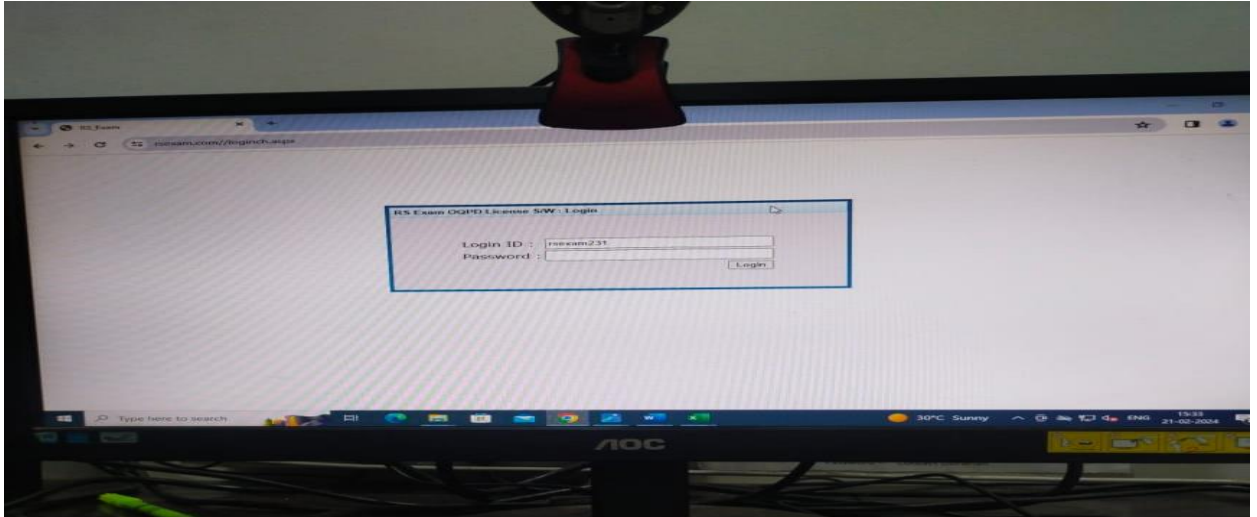 RS Exam
rsexam.com//loginch.aspx
RS Exam OQPD License S/W : Login
Login ID : rsexam231
Password :
Login
Type here to search
30°C Sunny
ENG
15:33
21-02-2024
AOC